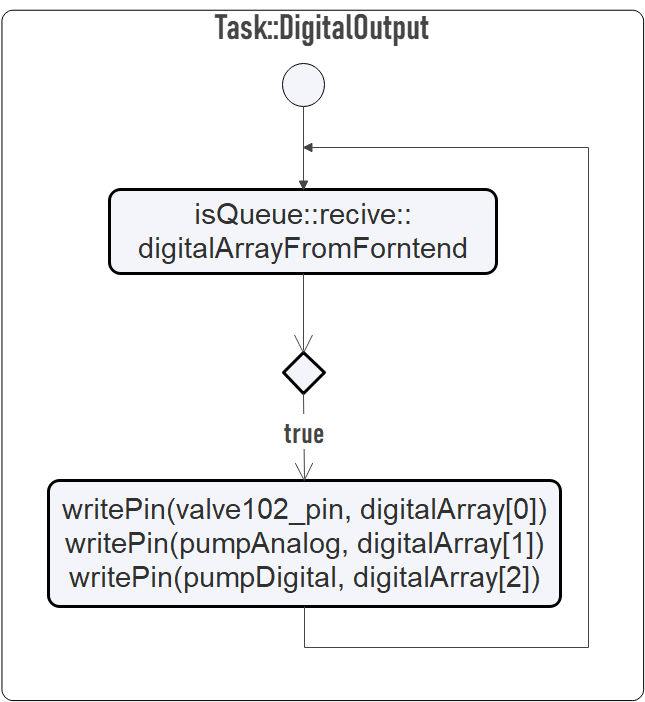 Task::DigitalOutput
isQueue::recive::
digitalArrayFromForntend
true
writePin(valve102_pin, digitalArray[0])
writePin(pumpAnalog, digitalArray[1])
writePin(pumpDigital, digitalArray[2])